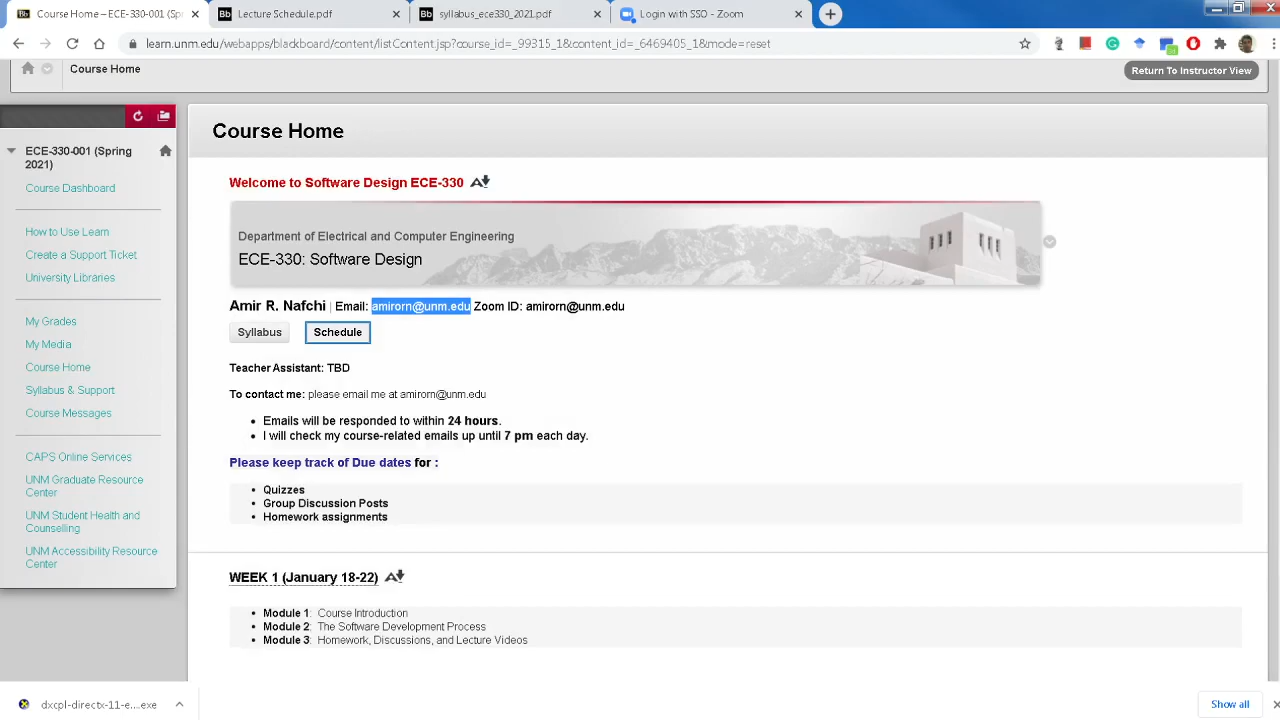 Course Home – ECE-330-001 (Sp
Lecture Schedule.pdf
syllabus_ece330_2021.pdf
Login with SSO - Zoom
learn.unm.edu/webapps/blackboard/content/listContent.jsp?course_id=_99315_1&content_id=_6469405_1&mode=reset
Course Home
Return To Instructor View
ECE-330-001 (Spring
2021)
Course Dashboard
How to Use Learn
Create a Support Ticket
University Libraries
My Grades
My Media
Course Home
Syllabus & Support
Course Messages
CAPS Online Services
UNM Graduate Resource
Center
UNM Student Health and
Counselling
UNM Accessibility Resource
Center
Course Home
Welcome to Software Design ECE-330
Department of Electrical and Computer Engineering
ECE-330: Software Design
Amir R. Nafchi | Email: amirorn@unm.edu Zoom ID: amirorn@unm.edu
Syllabus
Schedule
Teacher Assistant: TBD
To contact me: please email me at amirorn@unm.edu
• Emails will be responded to within 24 hours.
• I will check my course-related emails up until 7 pm each day.
Please keep track of Due dates for :
• Quizzes
• Group Discussion Posts
• Homework assignments
WEEK 1 (January 18-22)
• Module 1: Course Introduction
• Module 2: The Software Development Process
• Module 3: Homework, Discussions, and Lecture Videos
dxcpl-directx-11-e....exe
Show all